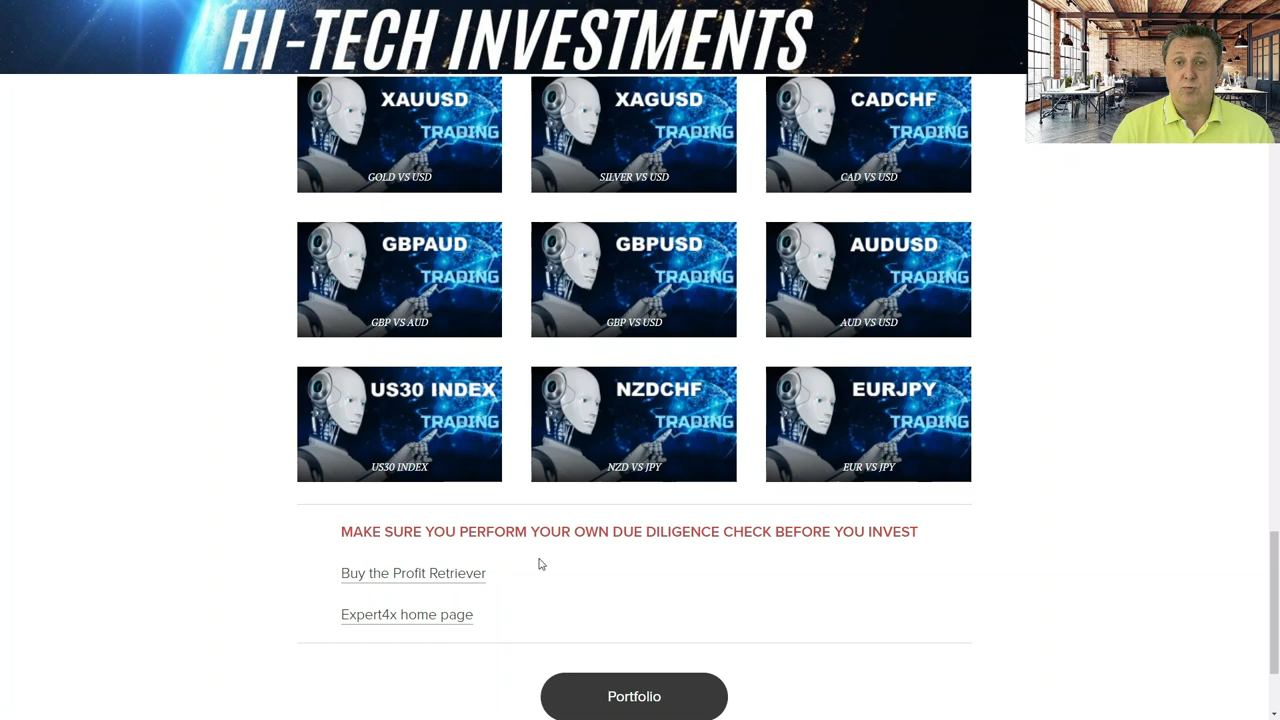 HI-TECH INVESTMENTS
XAUUSD
TRADING
GOLD VS USD
XAGUSD
TRADING
SILVER VS USD
CADCHF
TRADING
CAD VS USD
GBPAUD
TRADING
GBP VS AUD
GBPUSD
TRADING
GBP VS USD
AUDUSD
TRADING
AUD VS USD
US30 INDEX
TRADING
US30 INDEX
NZDCHF
TRADING
NZD VS JPY
EURJPY
TRADING
EUR VS JPY
MAKE SURE YOU PERFORM YOUR OWN DUE DILIGENCE CHECK BEFORE YOU INVEST
Buy the Profit Retriever
Expert4x home page
Portfolio